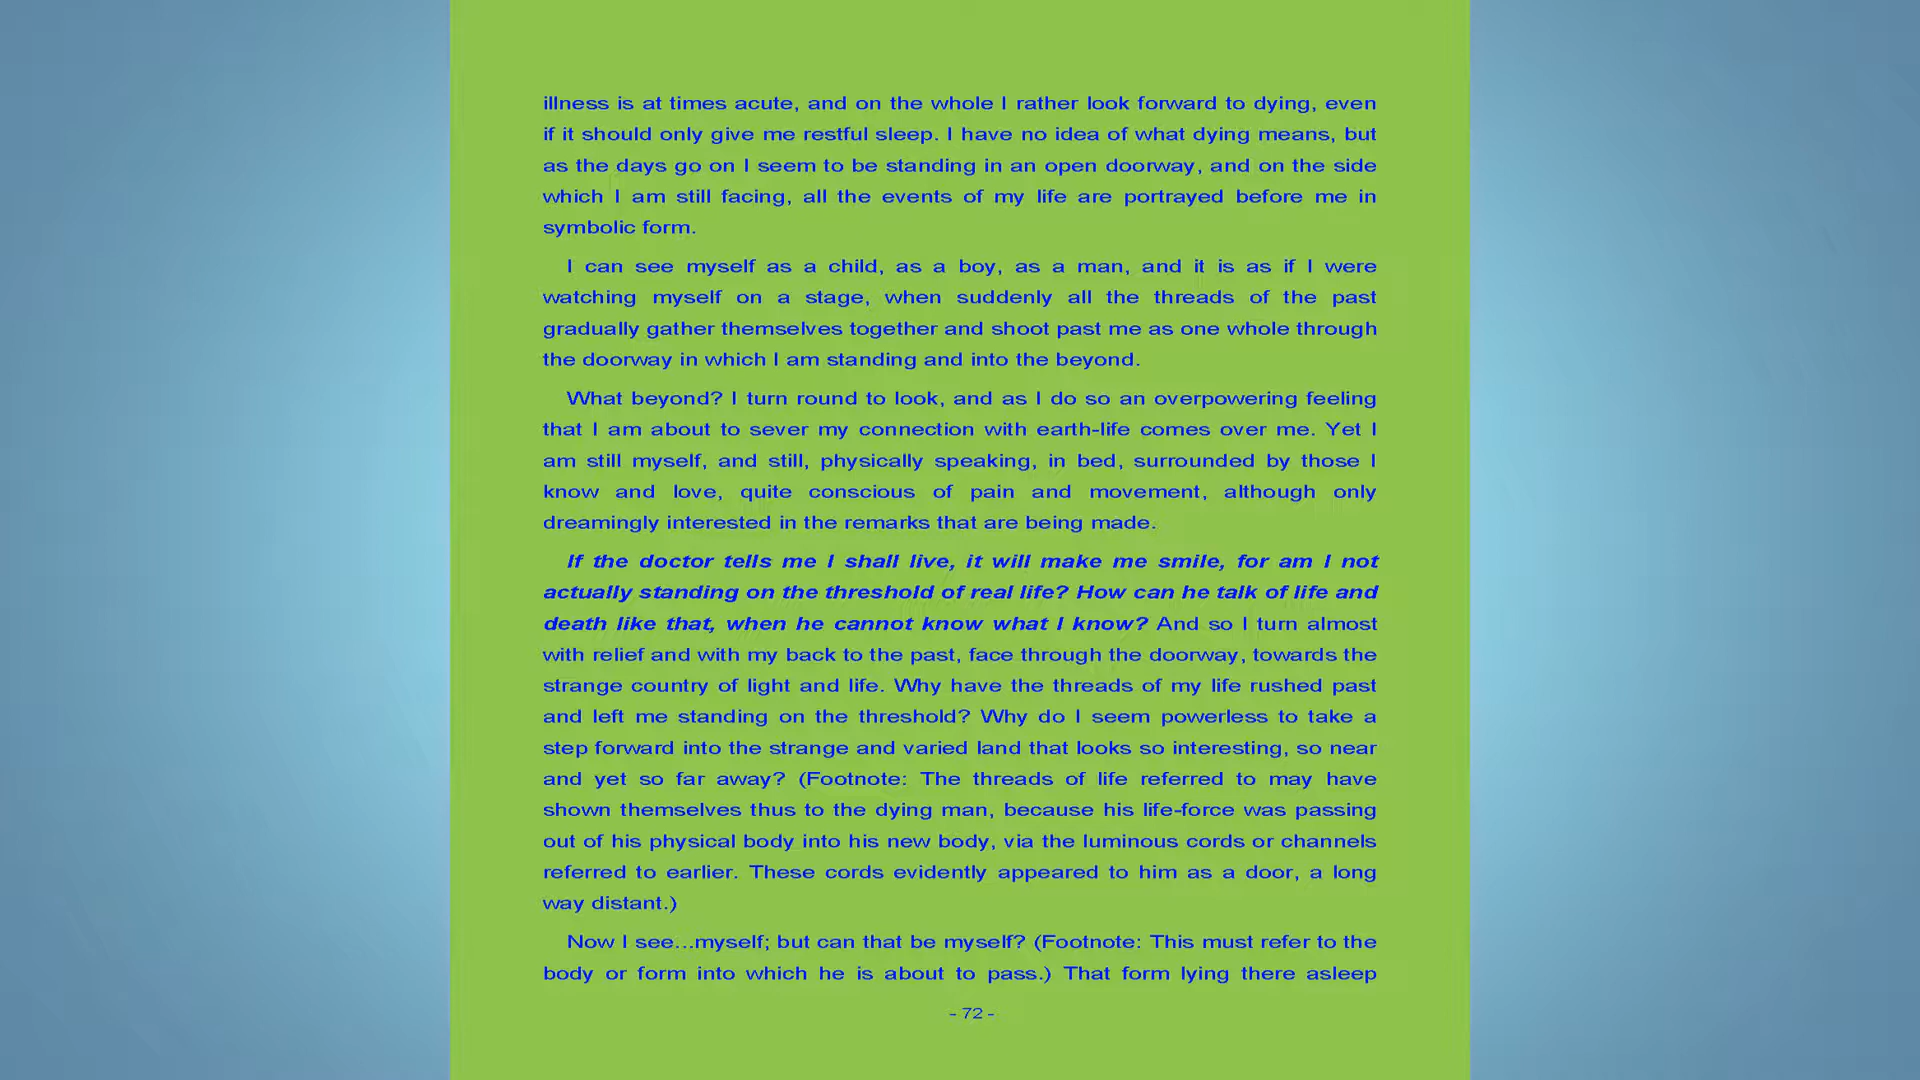 illness is at times acute, and on the whole I rather look forward to dying, even
if it should only give me restful sleep. I have no idea of what dying means, but
as the days go on I seem to be standing in an open doorway, and on the side
which I am still facing, all the events of my life are portrayed before me in
symbolic form.
I can see myself as a child, as a boy, as a man, and it is as if I were
watching myself on a stage, when suddenly all the threads of the past
gradually gather themselves together and shoot past me as one whole through
the doorway in which I am standing and into the beyond.
What beyond? I turn round to look, and as I do so an overpowering feeling
that I am about to sever my connection with earth-life comes over me. Yet I
am still myself, and still, physically speaking, in bed, surrounded by those I
know and love, quite conscious of pain and movement, although only
dreamingly interested in the remarks that are being made.
If the doctor tells me I shall live, it will make me smile, for am I not
actually standing on the threshold of real life? How can he talk of life and
death like that, when he cannot know what I know? And so I turn almost
with relief and with my back to the past, face through the doorway, towards the
strange country of light and life. Why have the threads of my life rushed past
and left me standing on the threshold? Why do I seem powerless to take a
step forward into the strange and varied land that looks so interesting, so near
and yet so far away? (Footnote: The threads of life referred to may have
shown themselves thus to the dying man, because his life-force was passing
out of his physical body into his new body, via the luminous cords or channels
referred to earlier. These cords evidently appeared to him as a door, a long
way distant.)
Now I see...myself; but can that be myself? (Footnote: This must refer to the
body or form into which he is about to pass.) That form lying there asleep
- 72 -